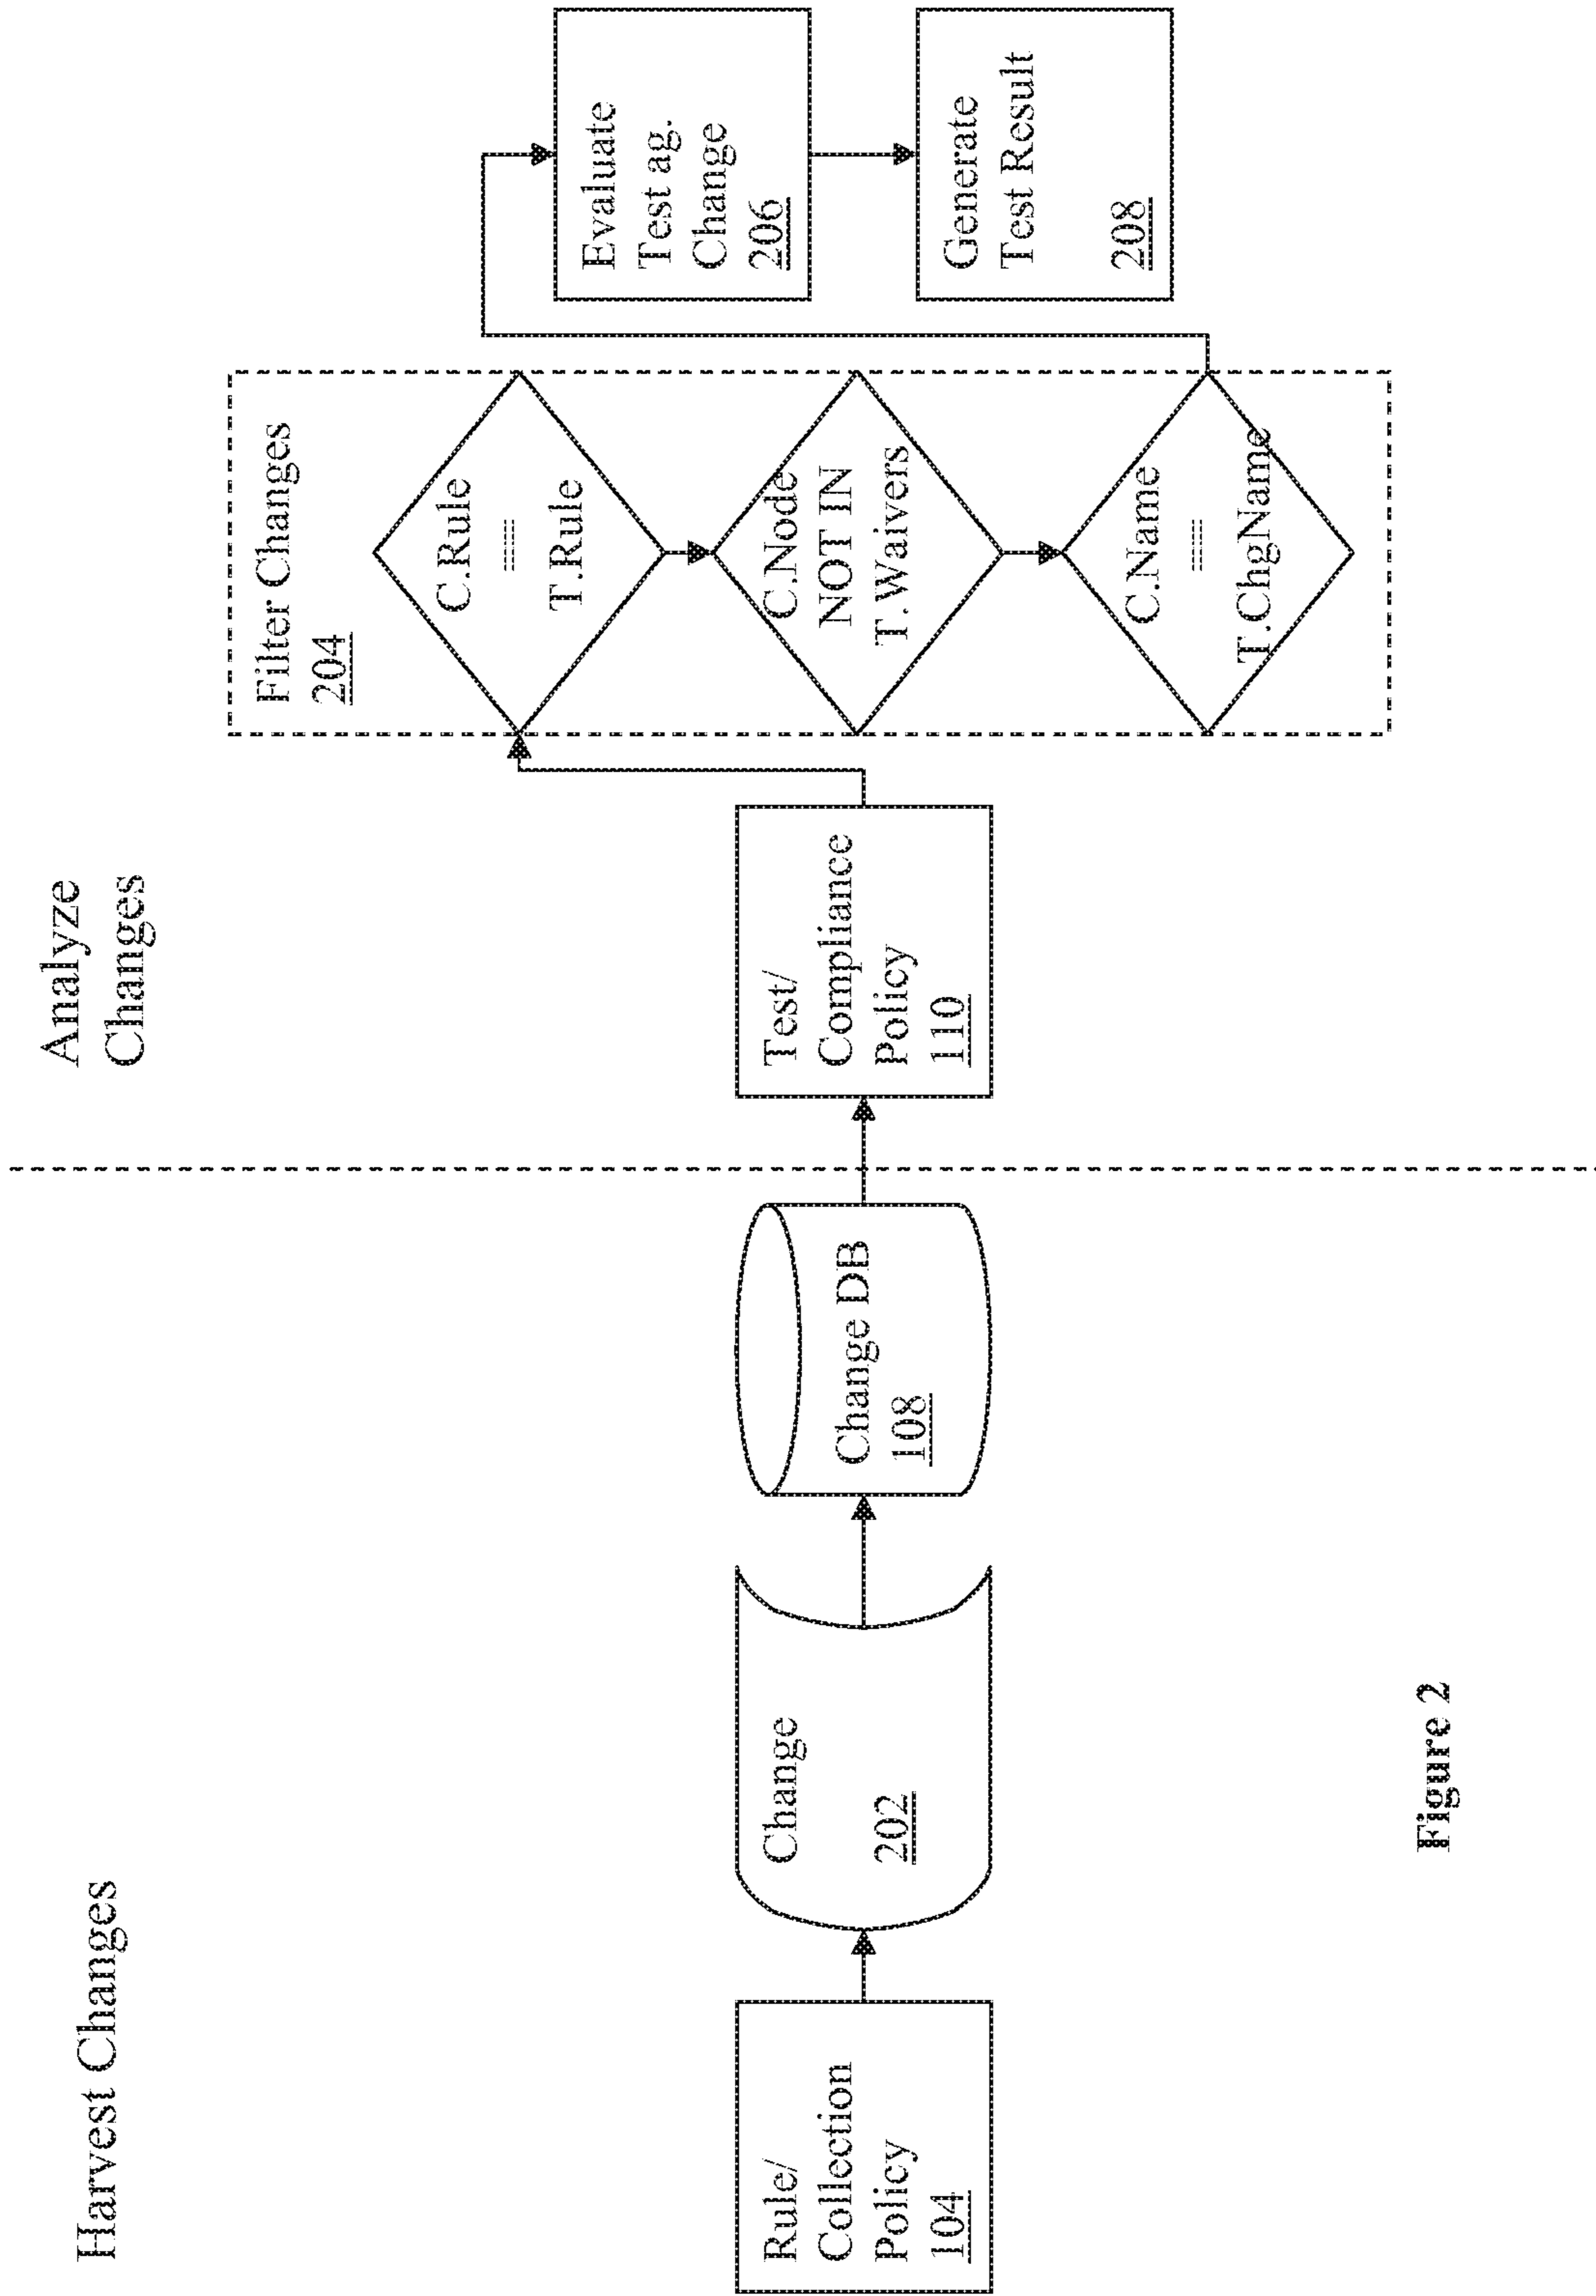 Harvest Changes
Analyze
Changes
Rule/
Collection
Policy
104
Change
202
Change DB
108
Test/
Compliance
Policy
110
Filter Changes
204
C.Rule
==
T.Rule
C.Node
NOT IN
T.Waivers
C.Name
==
T.ChgName
Evaluate
Test ag.
Change
206
Generate
Test Result
208
Figure 2